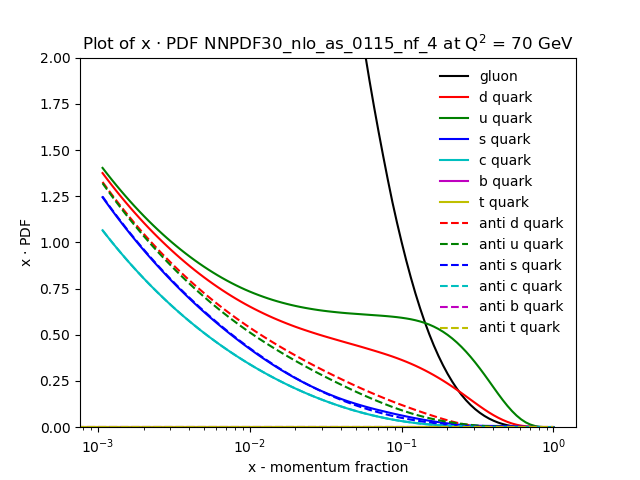 Plot of x · PDF NNPDF30_nlo_as_0115_nf_4 at Q² = 70 GeV
2.00
1.75
1.50
1.25
1.00
0.75
0.50
0.25
0.00
x · PDF
gluon
d quark
u quark
s quark
c quark
b quark
t quark
anti d quark
anti u quark
anti s quark
anti c quark
anti b quark
anti t quark
10⁻³ 10⁻² 10⁻¹ 10⁰
x - momentum fraction